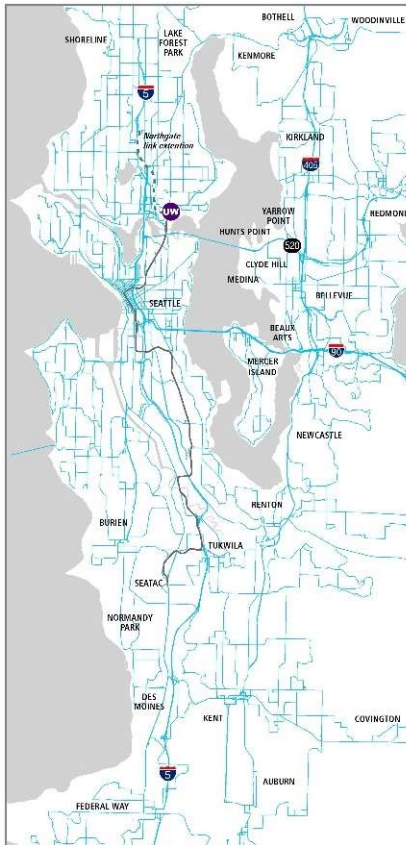 BOTHELL
WOODINVILLE
LAKE
FOREST
PARK
SHORELINE
KENMORE
5
Northgate
link extention
KIRKLAND
405
UW
YARROW
POINT
REDMOND
HUNTS POINT
520
CLYDE HILL
MEDINA
BELLEVUE
SEATTLE
BEAUX
ARTS
90
MERCER
ISLAND
NEWCASTLE
RENTON
BURIEN
TUKWILA
SEATAC
NORMANDY
PARK
DES
MOINES
KENT
COVINGTON
5
AUBURN
FEDERAL WAY